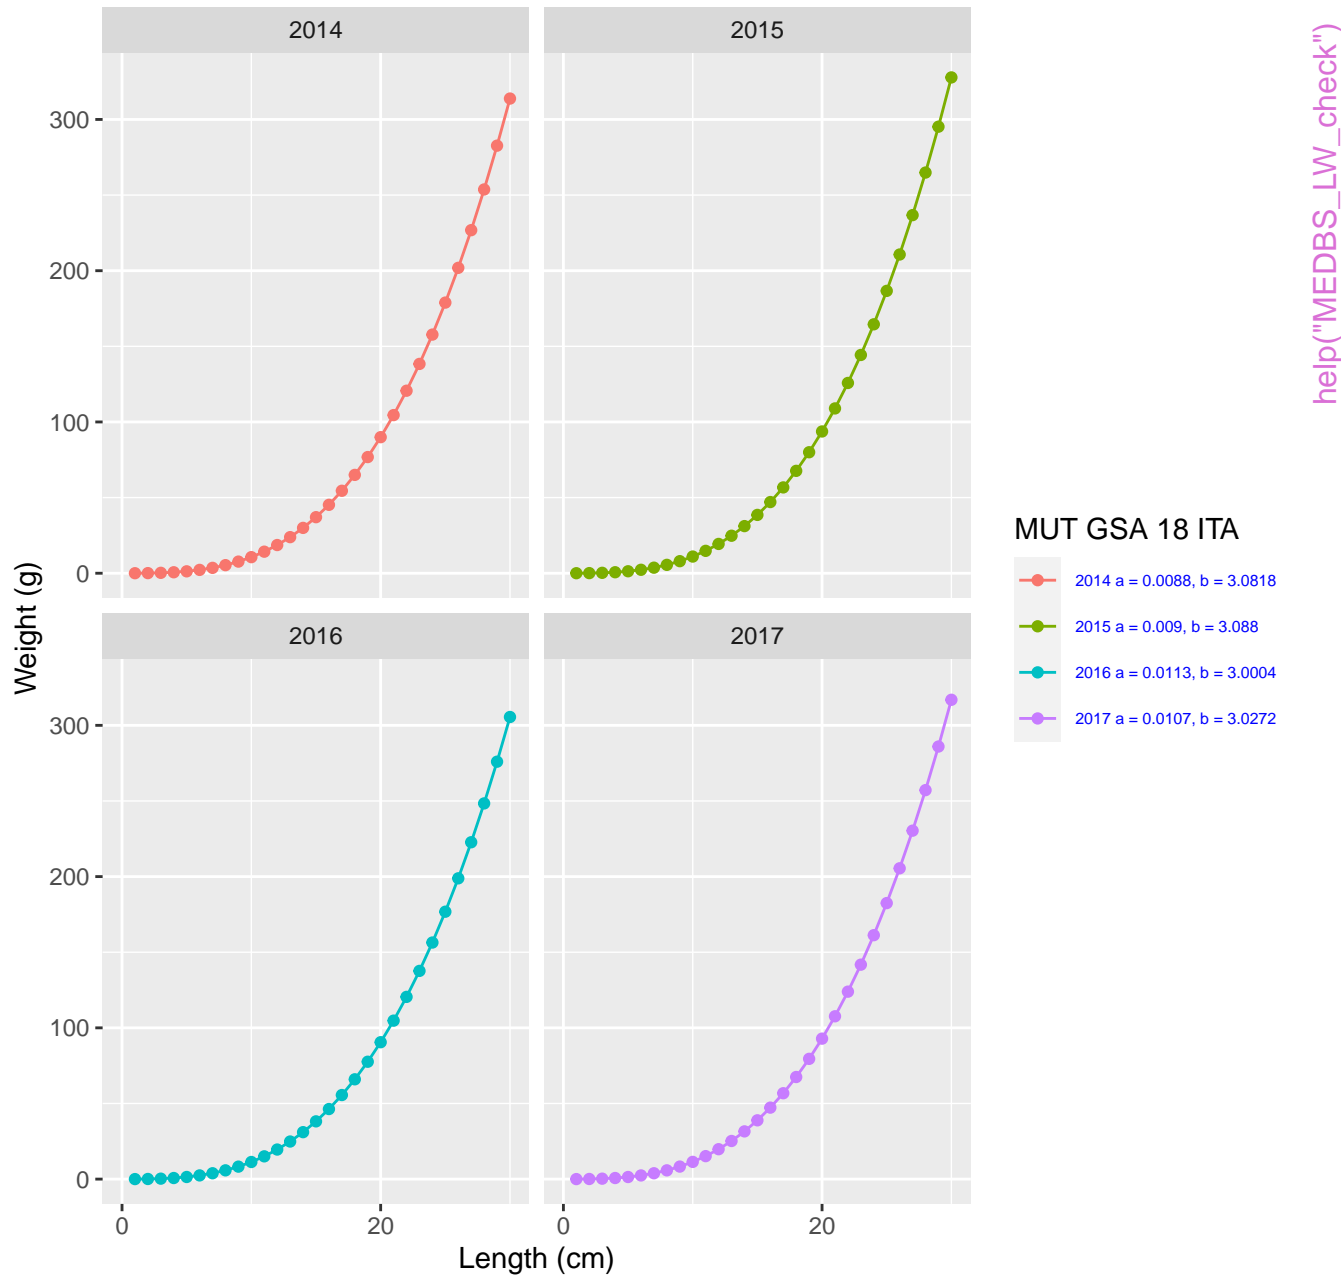 2014
2015
300
200
100
0
2016
2017
300
200
100
0
0
20
0
20
Length (cm)
Weight (g)
MUT GSA 18 ITA
2014 a = 0.0088, b = 3.0818
2015 a = 0.009, b = 3.088
2016 a = 0.0113, b = 3.0004
2017 a = 0.0107, b = 3.0272
help("MEDBS_LW_check")